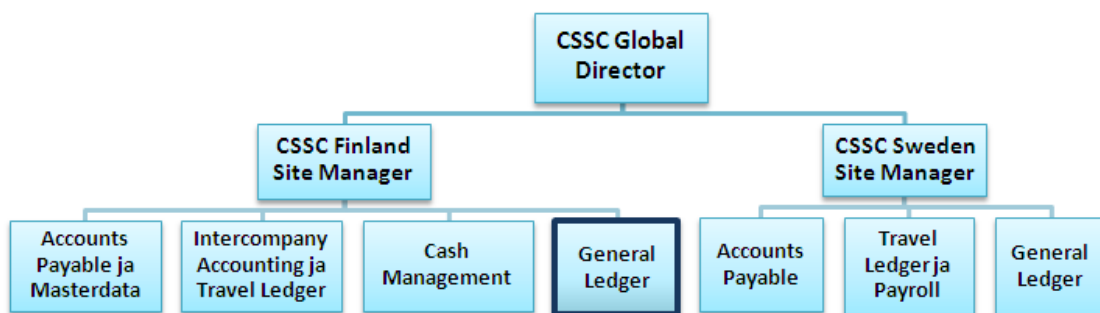 CSSC Global
Director
CSSC Finland
Site Manager
CSSC Sweden
Site Manager
Accounts
Payable ja
Masterdata
Intercompany
Accounting ja
Travel Ledger
Cash
Management
General
Ledger
Accounts
Payable
Travel
Ledger ja
Payroll
General
Ledger